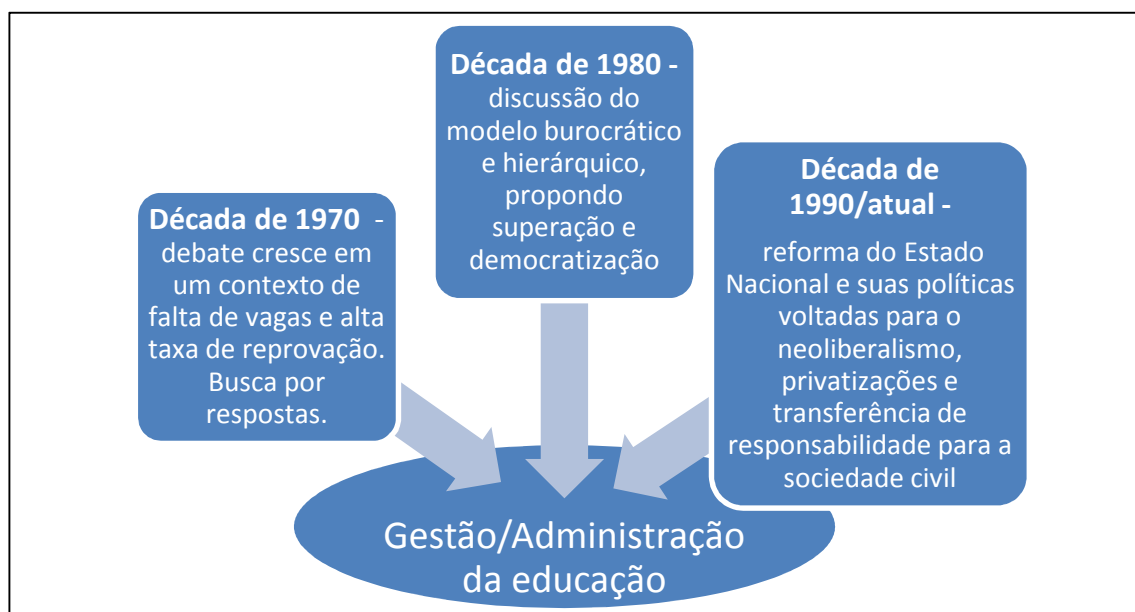 Década de 1970 -
debate cresce em
um contexto de
falta de vagas e alta
taxa de reprovação.
Busca por
respostas.
Década de 1980 -
discussão do
modelo burocrático
e hierárquico,
propondo
superação e
democratização
Década de
1990/atual -
reforma do Estado
Nacional e suas políticas
voltadas para o
neoliberalismo,
privatizações e
transferência de
responsabilidade para a
sociedade civil
Gestão/Administração
da educação